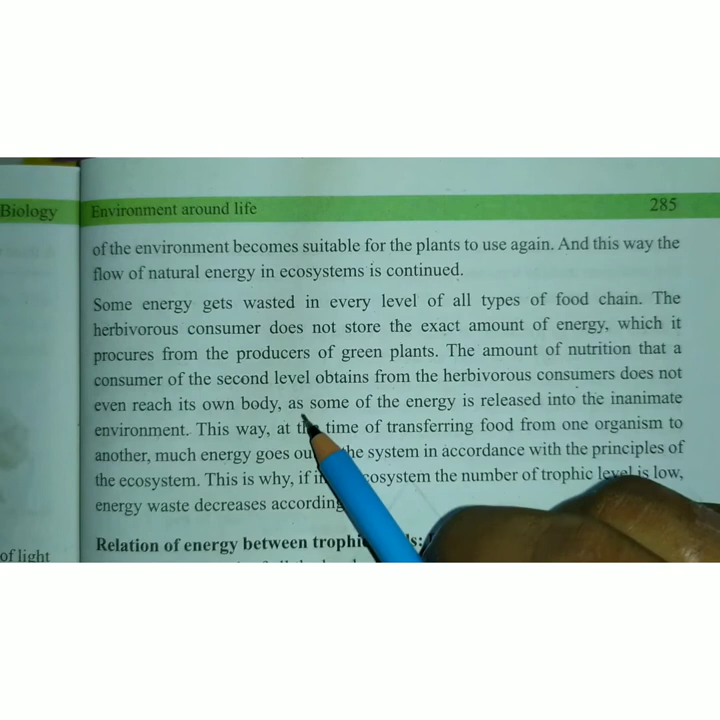 Biology
Environment around life
285
of the environment becomes suitable for the plants to use again. And this way the
flow of natural energy in ecosystems is continued.
Some energy gets wasted in every level of all types of food chain. The
herbivorous consumer does not store the exact amount of energy, which it
procures from the producers of green plants. The amount of nutrition that a
consumer of the second level obtains from the herbivorous consumers does not
even reach its own body, as some of the energy is released into the inanimate
environment. This way, at the time of transferring food from one organism to
another, much energy goes the system in accordance with the principles of
the ecosystem. This is why, if the number of trophic level is low,
energy waste decreases
of light
Relation of energy between